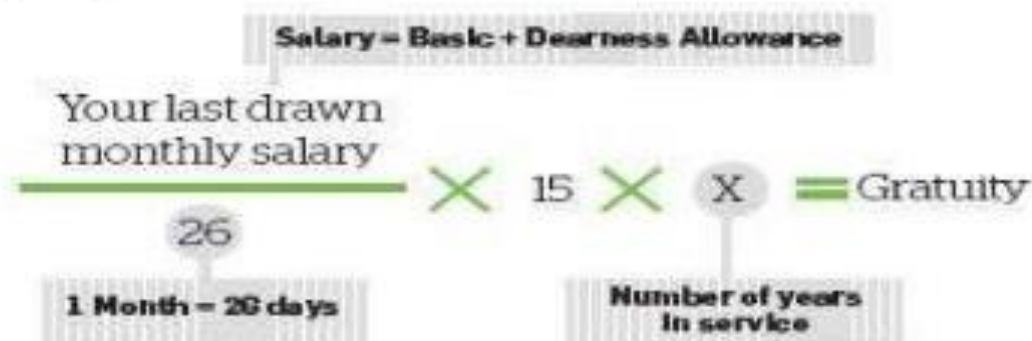 Salary = Basic + Dearness Allowance
Your last drawn
monthly salary
26
× 15 × X = Gratuity
1 Month = 26 days
Number of years
in service